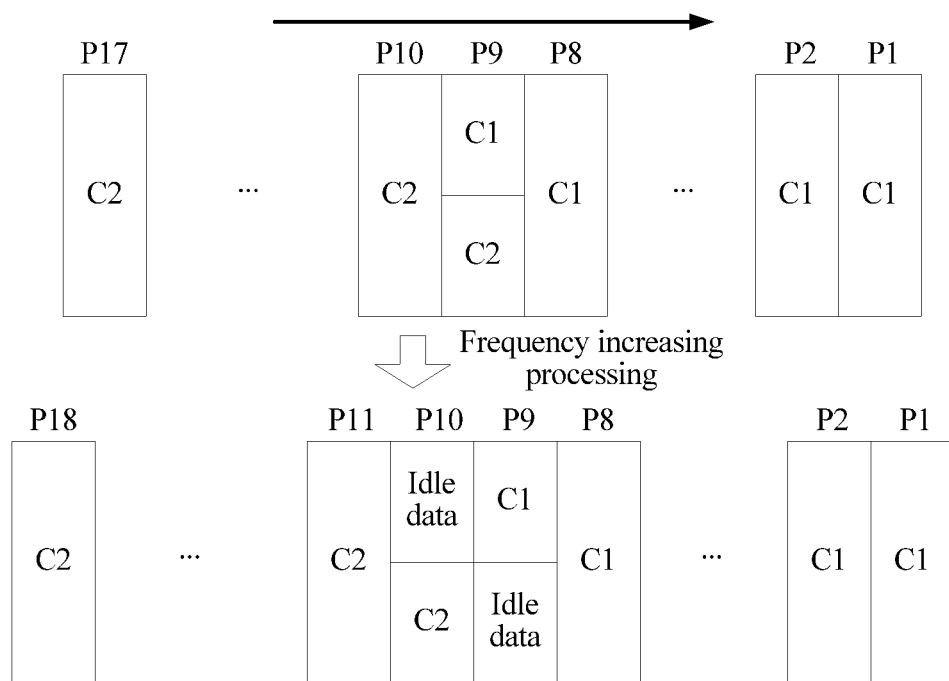 P17 P10 P9 P8 P2 P1
C1
C2 ... C2 C1 ... C1 C1
C2
Frequency increasing
processing
P18 P11 P10 P9 P8 P2 P1
Idle
data C1
C2 ... C2 C1 ... C1 C1
C2 Idle
data